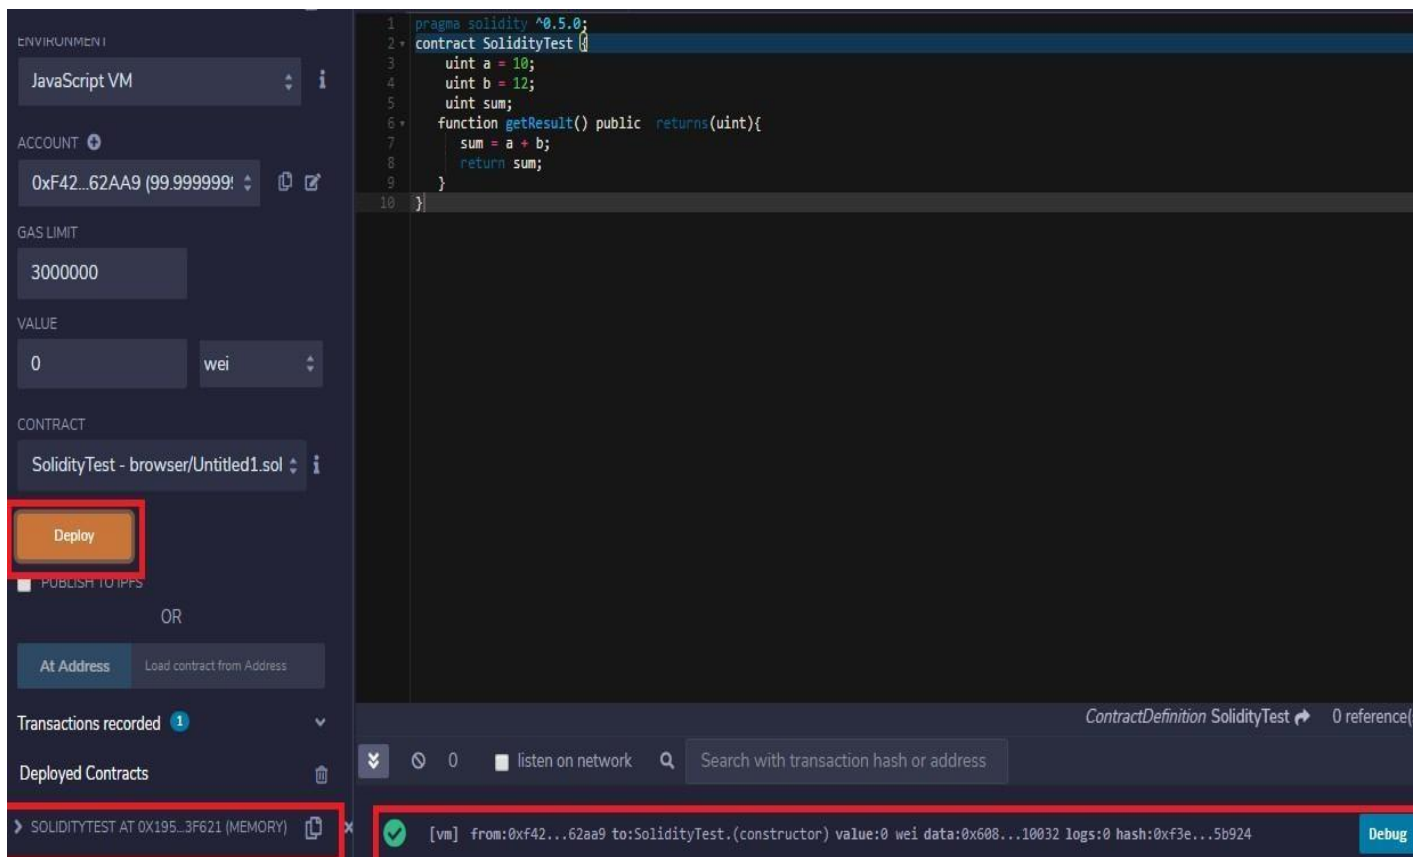 ENVIRONMENT
JavaScript VM
i
ACCOUNT
0xF42...62AA9 (99.9999999
GAS LIMIT
3000000
VALUE
0 wei
CONTRACT
SolidityTest - browser/Untitled1.sol i
Deploy
PUBLISH TO IPFS
OR
At Address Load contract from Address
Transactions recorded 1
Deployed Contracts
SOLIDITYTEST AT 0X195...3F621 (MEMORY)
1 pragma solidity ^0.5.0;
2 contract SolidityTest {
3 uint a = 10;
4 uint b = 12;
5 uint sum;
6 function getResult() public returns(uint){
7 sum = a + b;
8 return sum;
9 }
10 }
ContractDefinition SolidityTest 0 reference(
0 listen on network Search with transaction hash or address
[vm] from:0xf42...62aa9 to:SolidityTest.(constructor) value:0 wei data:0x608...10032 logs:0 hash:0xf3e...5b924 Debug